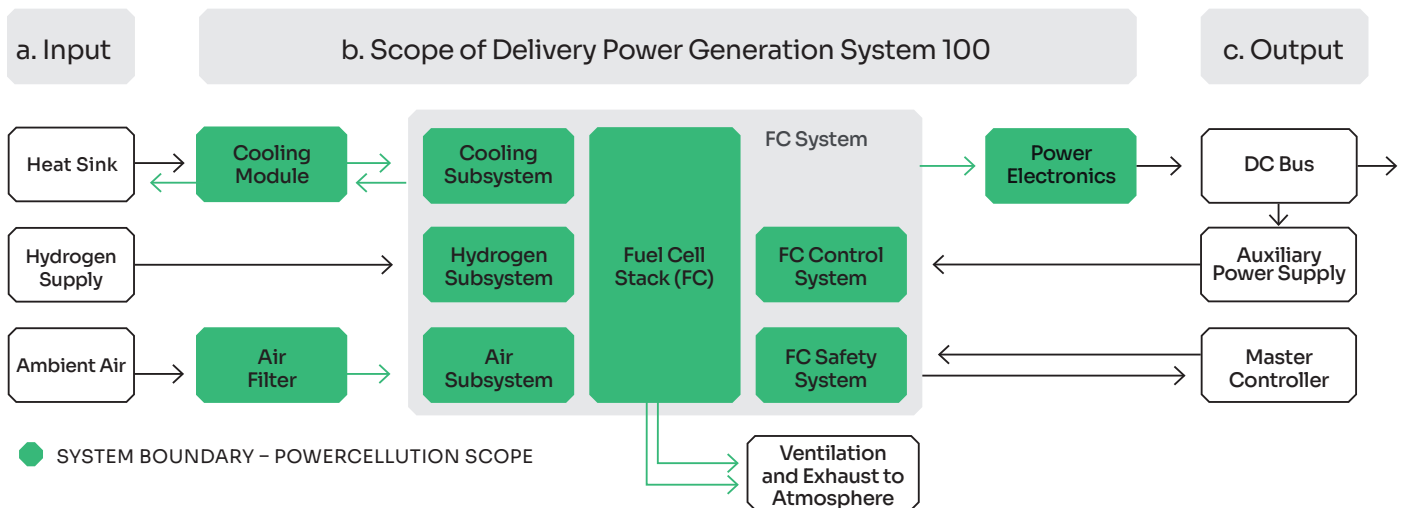 a. Input
b. Scope of Delivery Power Generation System 100
c. Output
Heat Sink
Cooling
Module
Cooling
Subsystem
FC System
Power
Electronics
DC Bus
Hydrogen
Supply
Hydrogen
Subsystem
Fuel Cell
Stack (FC)
FC Control
System
Auxiliary
Power Supply
Ambient Air
Air
Filter
Air
Subsystem
FC Safety
System
Master
Controller
SYSTEM BOUNDARY – POWERCELLUTION SCOPE
Ventilation
and Exhaust to
Atmosphere